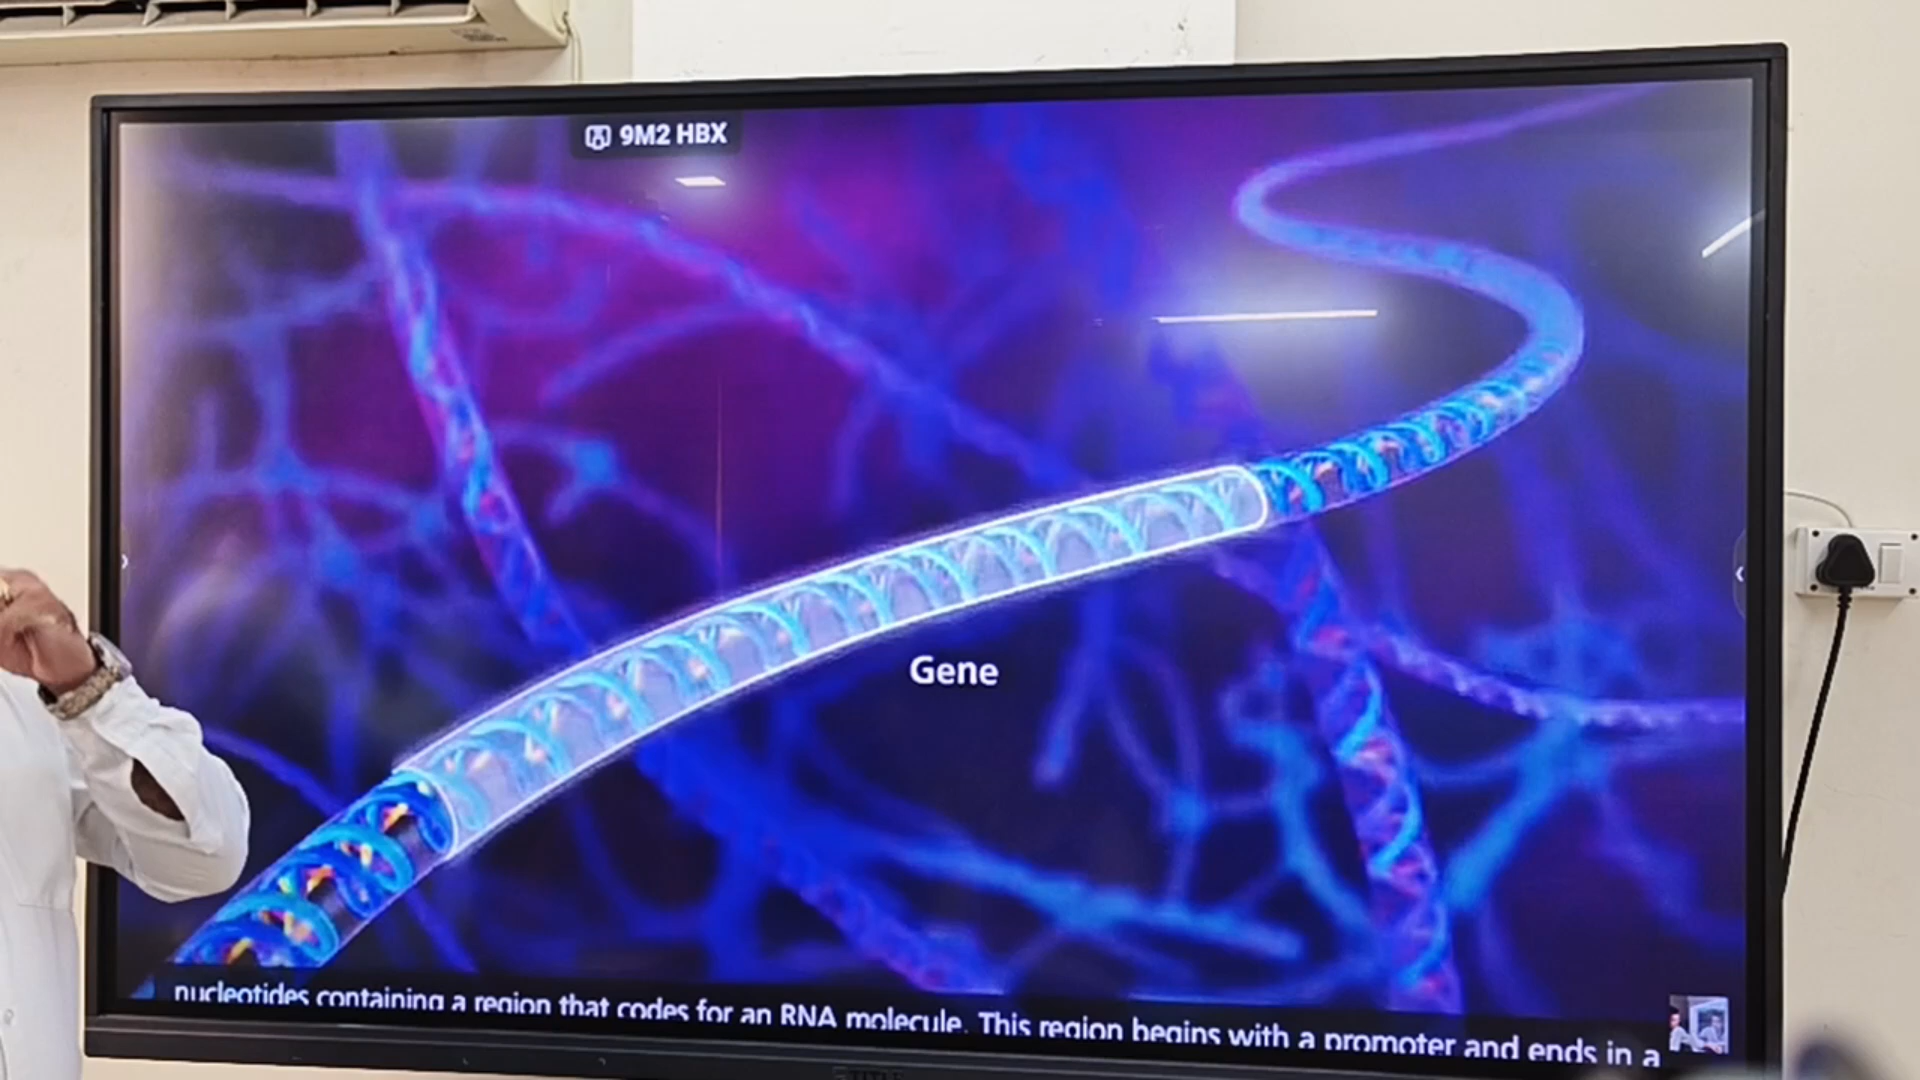 9M2 HBX
Gene
nucleotides containing a region that codes for an RNA molecule. This region begins with a promoter and ends in a